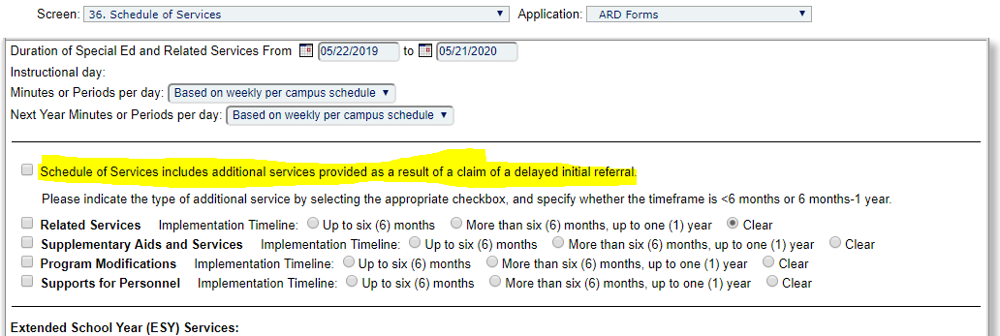 Screen: 36. Schedule of Services Application: ARD Forms
Duration of Special Ed and Related Services From 05/22/2019 to 05/21/2020
Instructional day:
Minutes or Periods per day: Based on weekly per campus schedule
Next Year Minutes or Periods per day: Based on weekly per campus schedule
Schedule of Services includes additional services provided as a result of a claim of a delayed initial referral.
Please indicate the type of additional service by selecting the appropriate checkbox, and specify whether the timeframe is <6 months or 6 months-1 year.
Related Services Implementation Timeline: Up to six (6) months More than six (6) months, up to one (1) year Clear
Supplementary Aids and Services Implementation Timeline: Up to six (6) months More than six (6) months, up to one (1) year Clear
Program Modifications Implementation Timeline: Up to six (6) months More than six (6) months, up to one (1) year Clear
Supports for Personnel Implementation Timeline: Up to six (6) months More than six (6) months, up to one (1) year Clear
Extended School Year (ESY) Services: